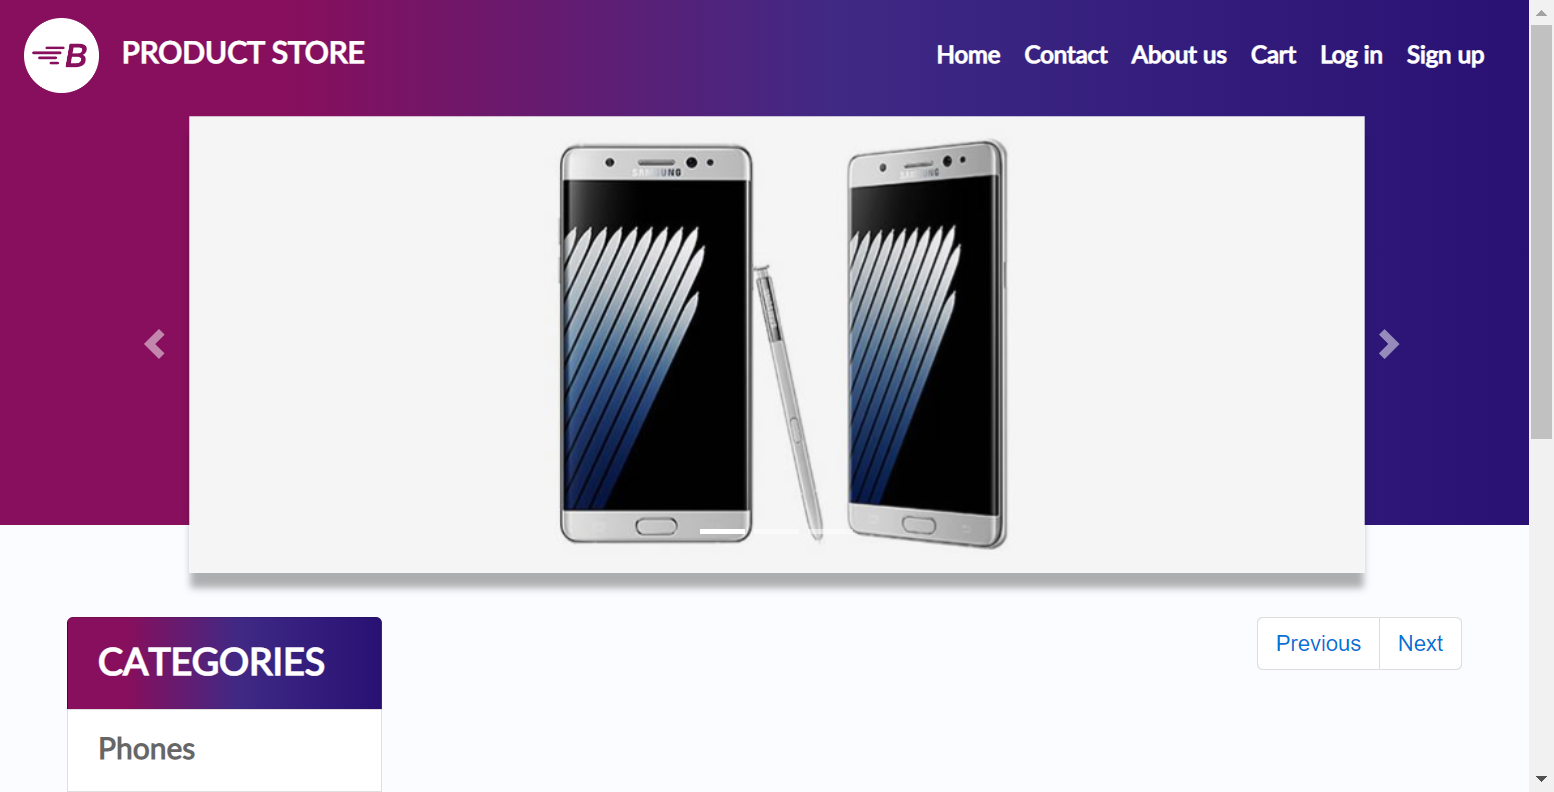 B PRODUCT STORE
Home Contact About us Cart Log in Sign up
SAMSUNG SAMSUNG
Previous Next
CATEGORIES
Phones